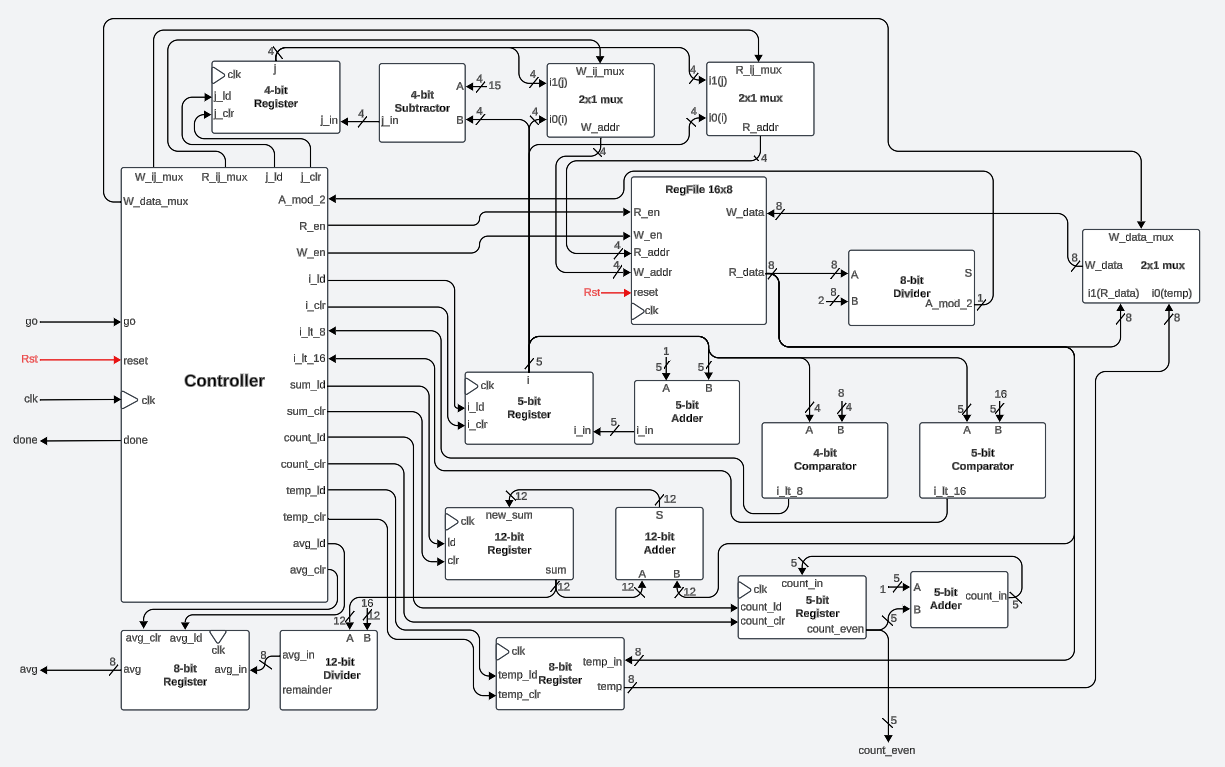 4
clk
j
j_ld
4-bit
Register
j_clr
j_in
4
4-bit
Subtractor
A
B
j_in
4
15
4
4
4
W_ij_mux
i1(j)
2x1 mux
i0(i)
W_addr
4
4
4
R_ij_mux
i1(j)
2x1 mux
i0(i)
R_addr
4
W_ij_mux
R_ij_mux
j_ld
j_clr
W_data_mux
A_mod_2
R_en
W_en
i_ld
i_clr
i_lt_8
i_lt_16
sum_ld
sum_clr
count_ld
count_clr
temp_ld
temp_clr
avg_ld
avg_clr
go
go
Rst
reset
Controller
clk
clk
done
done
RegFile 16x8
R_en
W_data
8
W_en
4
R_addr
4
W_addr
R_data
8
Rst
reset
clk
8
A
8-bit
Divider
S
2
8
B
A_mod_2
1
W_data_mux
8
W_data
2x1 mux
i1(R_data)
i0(temp)
8
8
5
i
clk
5-bit
Register
i_ld
i_clr
i_in
5
1
5
5
A
B
5-bit
Adder
i_in
8
4
4
A
B
4-bit
Comparator
i_lt_8
16
5
5
A
B
5-bit
Comparator
i_lt_16
12
new_sum
clk
12-bit
Register
ld
clr
sum
12
12
S
12-bit
Adder
A
B
12
12
5
count_in
clk
5-bit
Register
count_ld
count_clr
count_even
1
5
A
5-bit
Adder
count_in
B
5
5
avg_clr
avg_ld
clk
8-bit
Register
avg
8
avg
avg_in
8
16
12
12
A
B
avg_in
12-bit
Divider
remainder
clk
8-bit
Register
temp_in
8
temp_ld
temp_clr
temp
8
5
count_even